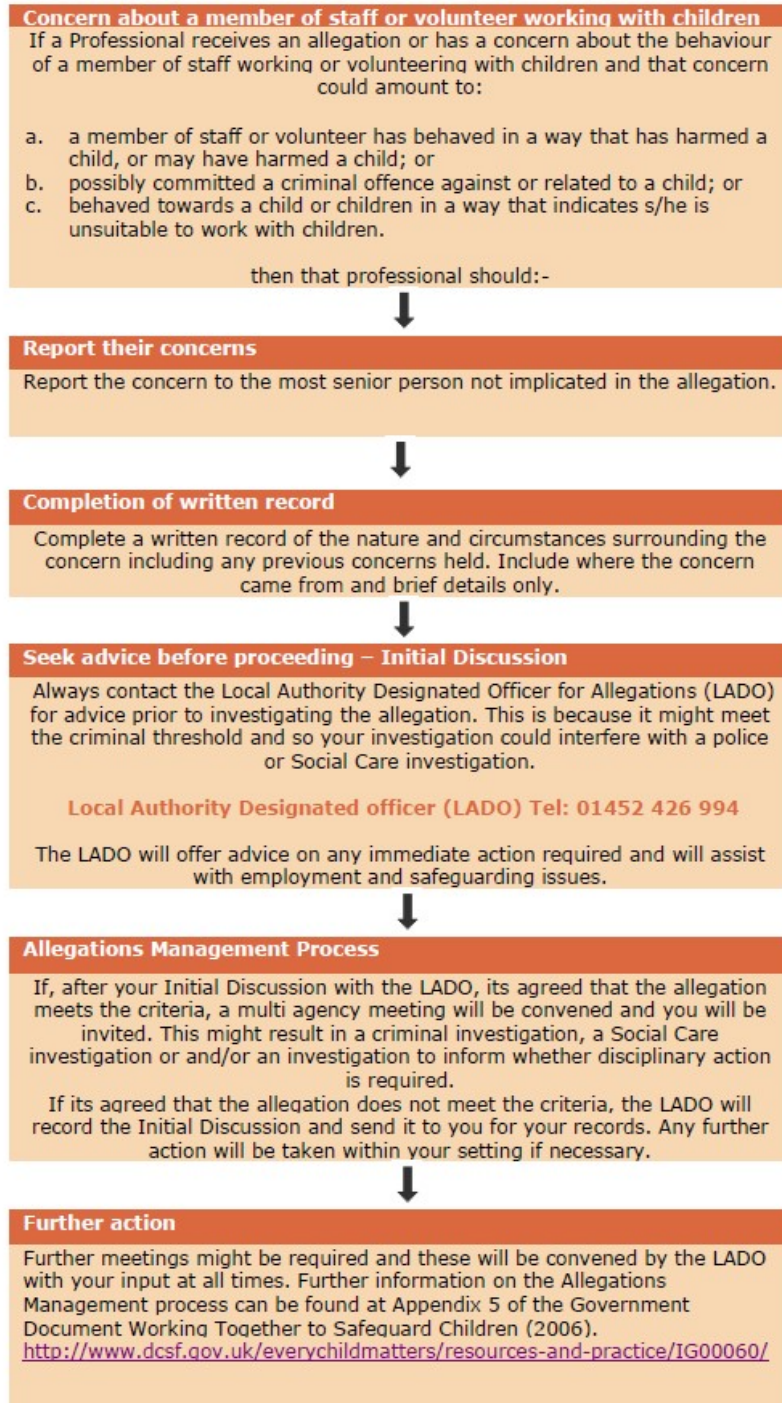 Concern about a member of staff or volunteer working with children
If a Professional receives an allegation or has a concern about the behaviour
of a member of staff working or volunteering with children and that concern
could amount to:
a. a member of staff or volunteer has behaved in a way that has harmed a
child, or may have harmed a child; or
b. possibly committed a criminal offence against or related to a child; or
c. behaved towards a child or children in a way that indicates s/he is
unsuitable to work with children.
then that professional should:-
Report their concerns
Report the concern to the most senior person not implicated in the allegation.
Completion of written record
Complete a written record of the nature and circumstances surrounding the
concern including any previous concerns held. Include where the concern
came from and brief details only.
Seek advice before proceeding – Initial Discussion
Always contact the Local Authority Designated Officer for Allegations (LADO)
for advice prior to investigating the allegation. This is because it might meet
the criminal threshold and so your investigation could interfere with a police
or Social Care investigation.
Local Authority Designated officer (LADO) Tel: 01452 426 994
The LADO will offer advice on any immediate action required and will assist
with employment and safeguarding issues.
Allegations Management Process
If, after your Initial Discussion with the LADO, its agreed that the allegation
meets the criteria, a multi agency meeting will be convened and you will be
invited. This might result in a criminal investigation, a Social Care
investigation or and/or an investigation to inform whether disciplinary action
is required.
If its agreed that the allegation does not meet the criteria, the LADO will
record the Initial Discussion and send it to you for your records. Any further
action will be taken within your setting if necessary.
Further action
Further meetings might be required and these will be convened by the LADO
with your input at all times. Further information on the Allegations
Management process can be found at Appendix 5 of the Government
Document Working Together to Safeguard Children (2006).
http://www.dcsf.gov.uk/everychildmatters/resources-and-practice/IG00060/